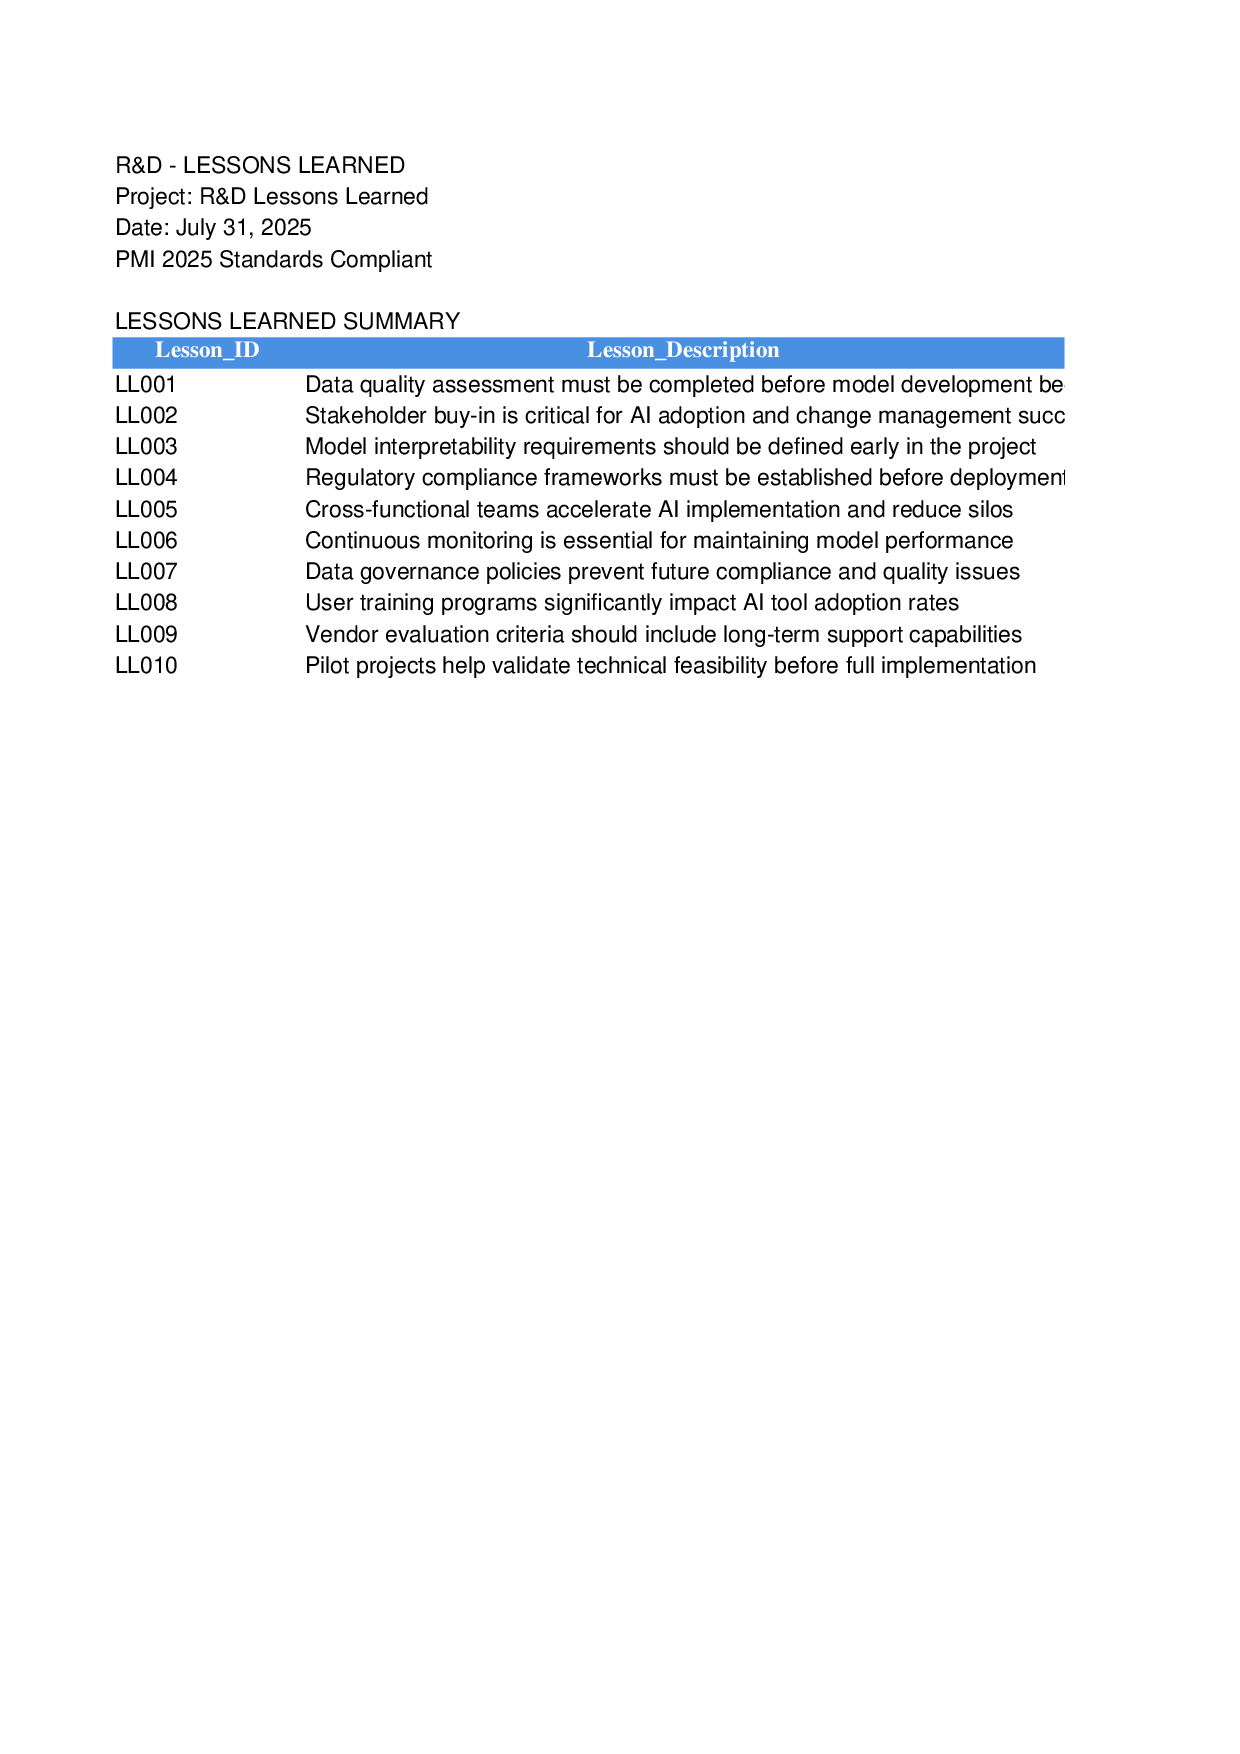 R&D - LESSONS LEARNED
Project: R&D Lessons Learned
Date: July 31, 2025
PMI 2025 Standards Compliant
LESSONS LEARNED SUMMARY
Lesson_ID Lesson_Description
LL001 Data quality assessment must be completed before model development be
LL002 Stakeholder buy-in is critical for AI adoption and change management succ
LL003 Model interpretability requirements should be defined early in the project
LL004 Regulatory compliance frameworks must be established before deployment
LL005 Cross-functional teams accelerate AI implementation and reduce silos
LL006 Continuous monitoring is essential for maintaining model performance
LL007 Data governance policies prevent future compliance and quality issues
LL008 User training programs significantly impact AI tool adoption rates
LL009 Vendor evaluation criteria should include long-term support capabilities
LL010 Pilot projects help validate technical feasibility before full implementation